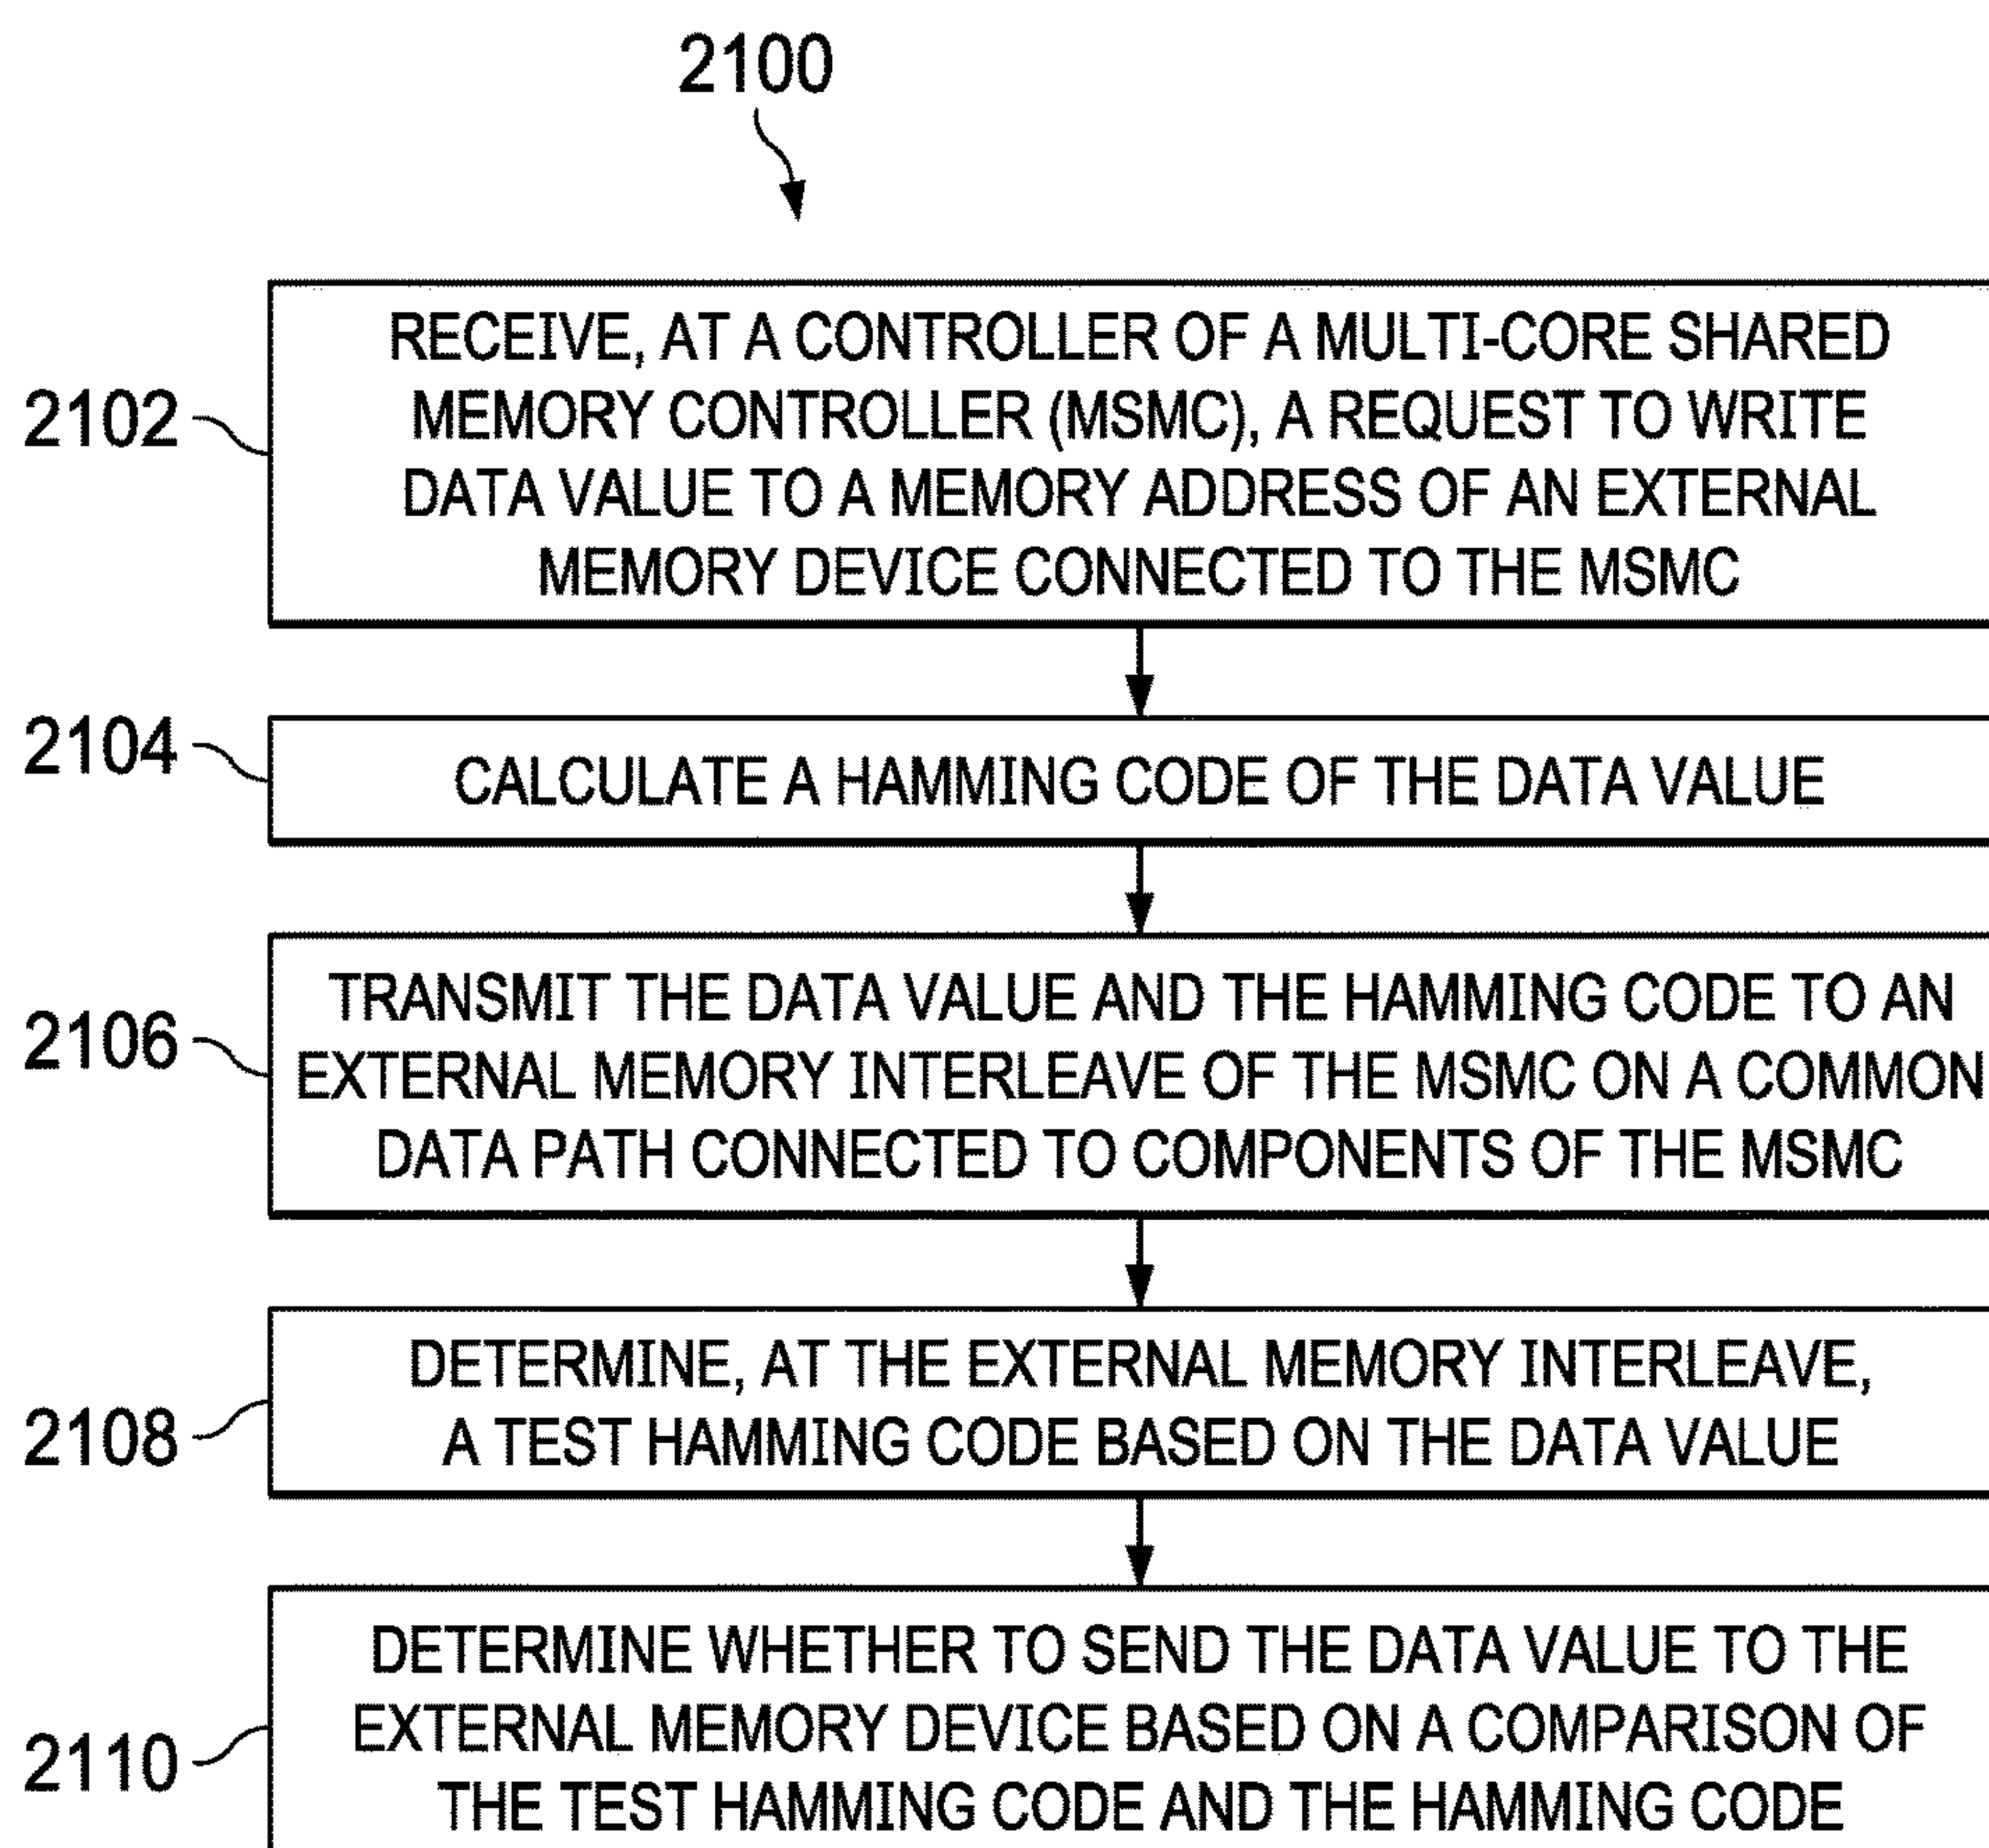 2100
2102
RECEIVE, AT A CONTROLLER OF A MULTI-CORE SHARED
MEMORY CONTROLLER (MSMC), A REQUEST TO WRITE
DATA VALUE TO A MEMORY ADDRESS OF AN EXTERNAL
MEMORY DEVICE CONNECTED TO THE MSMC
2104
CALCULATE A HAMMING CODE OF THE DATA VALUE
2106
TRANSMIT THE DATA VALUE AND THE HAMMING CODE TO AN
EXTERNAL MEMORY INTERLEAVE OF THE MSMC ON A COMMON
DATA PATH CONNECTED TO COMPONENTS OF THE MSMC
2108
DETERMINE, AT THE EXTERNAL MEMORY INTERLEAVE,
A TEST HAMMING CODE BASED ON THE DATA VALUE
2110
DETERMINE WHETHER TO SEND THE DATA VALUE TO THE
EXTERNAL MEMORY DEVICE BASED ON A COMPARISON OF
THE TEST HAMMING CODE AND THE HAMMING CODE